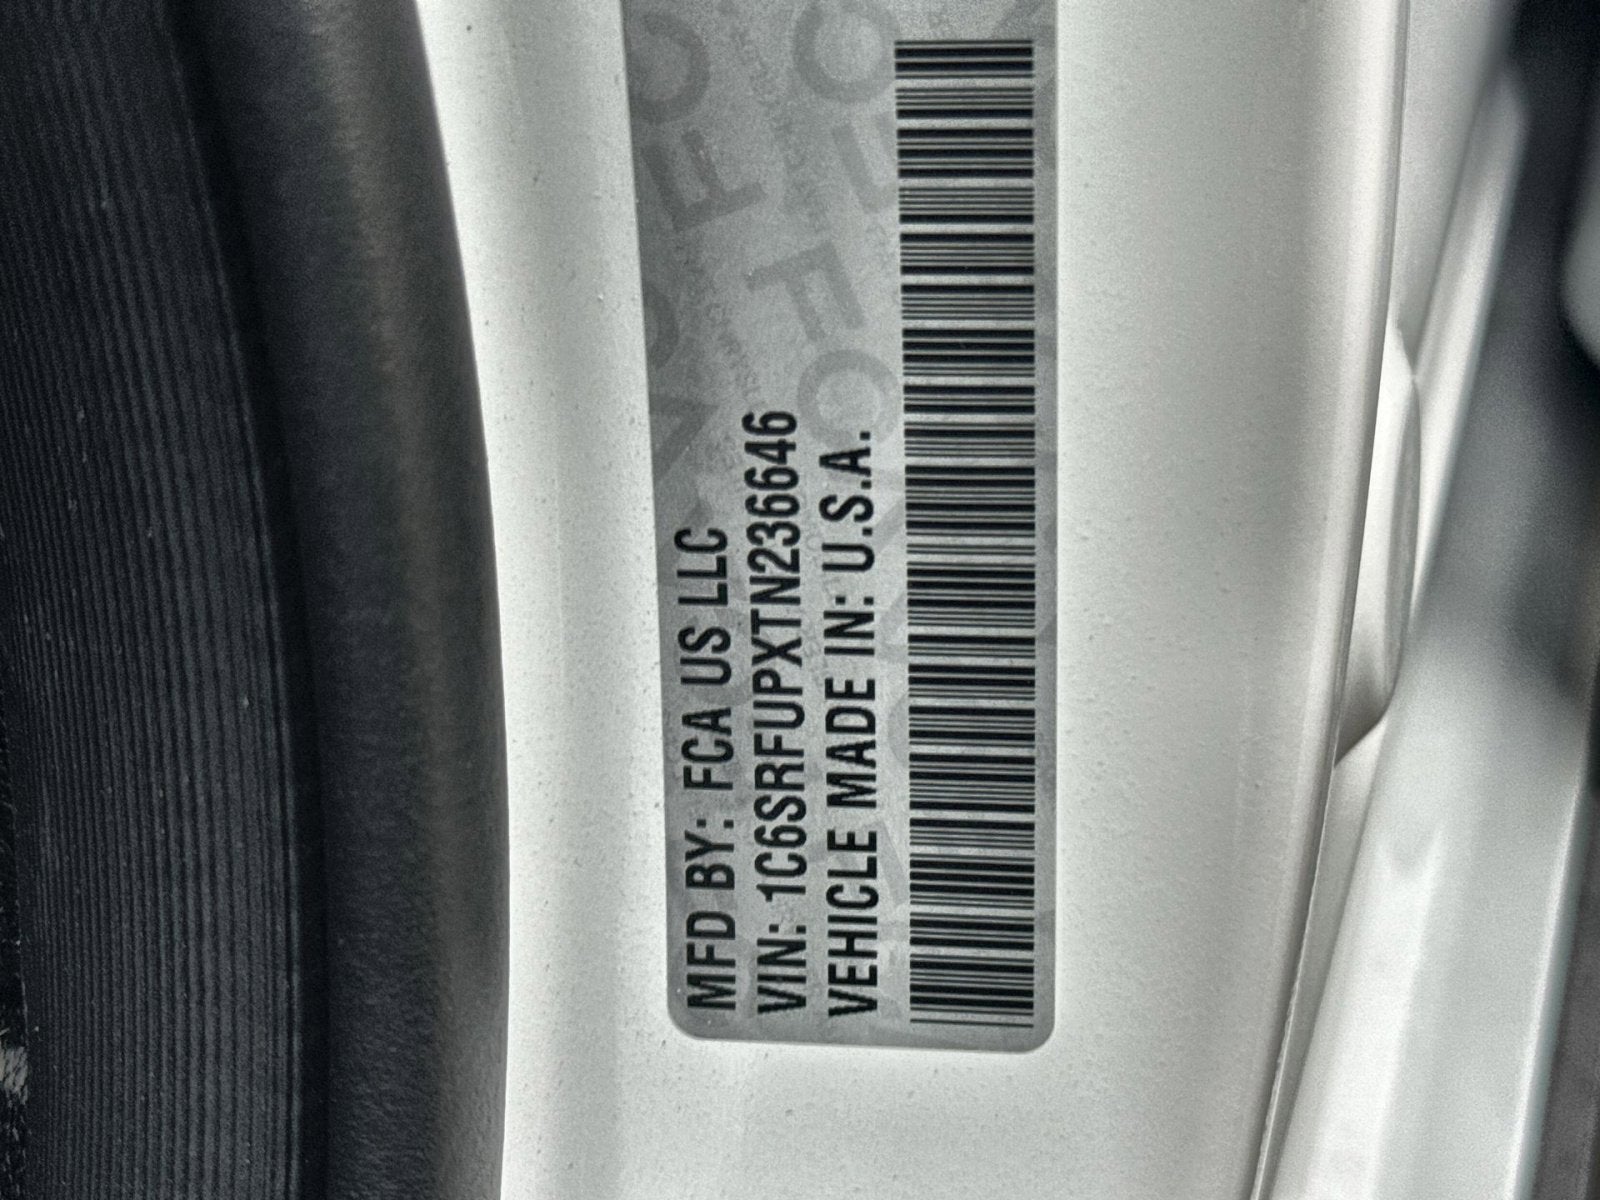 MFD BY: FCA US LLC
VIN: 1C6SRFUPXTN236646
VEHICLE MADE IN: U.S.A.